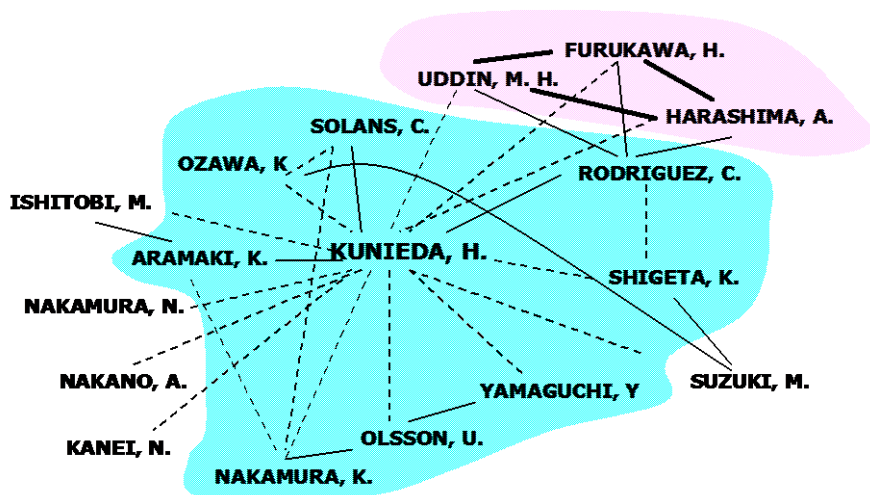 FURUKAWA, H.
UDDIN, M. H.
HARASHIMA, A.
SOLANS, C.
OZAWA, K
RODRIGUEZ, C.
ISHITOBI, M.
KUNIEDA, H.
ARAMAKI, K.
SHIGETA, K.
NAKAMURA, N.
NAKANO, A.
SUZUKI, M.
YAMAGUCHI, Y
OLSSON, U.
KANEI, N.
NAKAMURA, K.